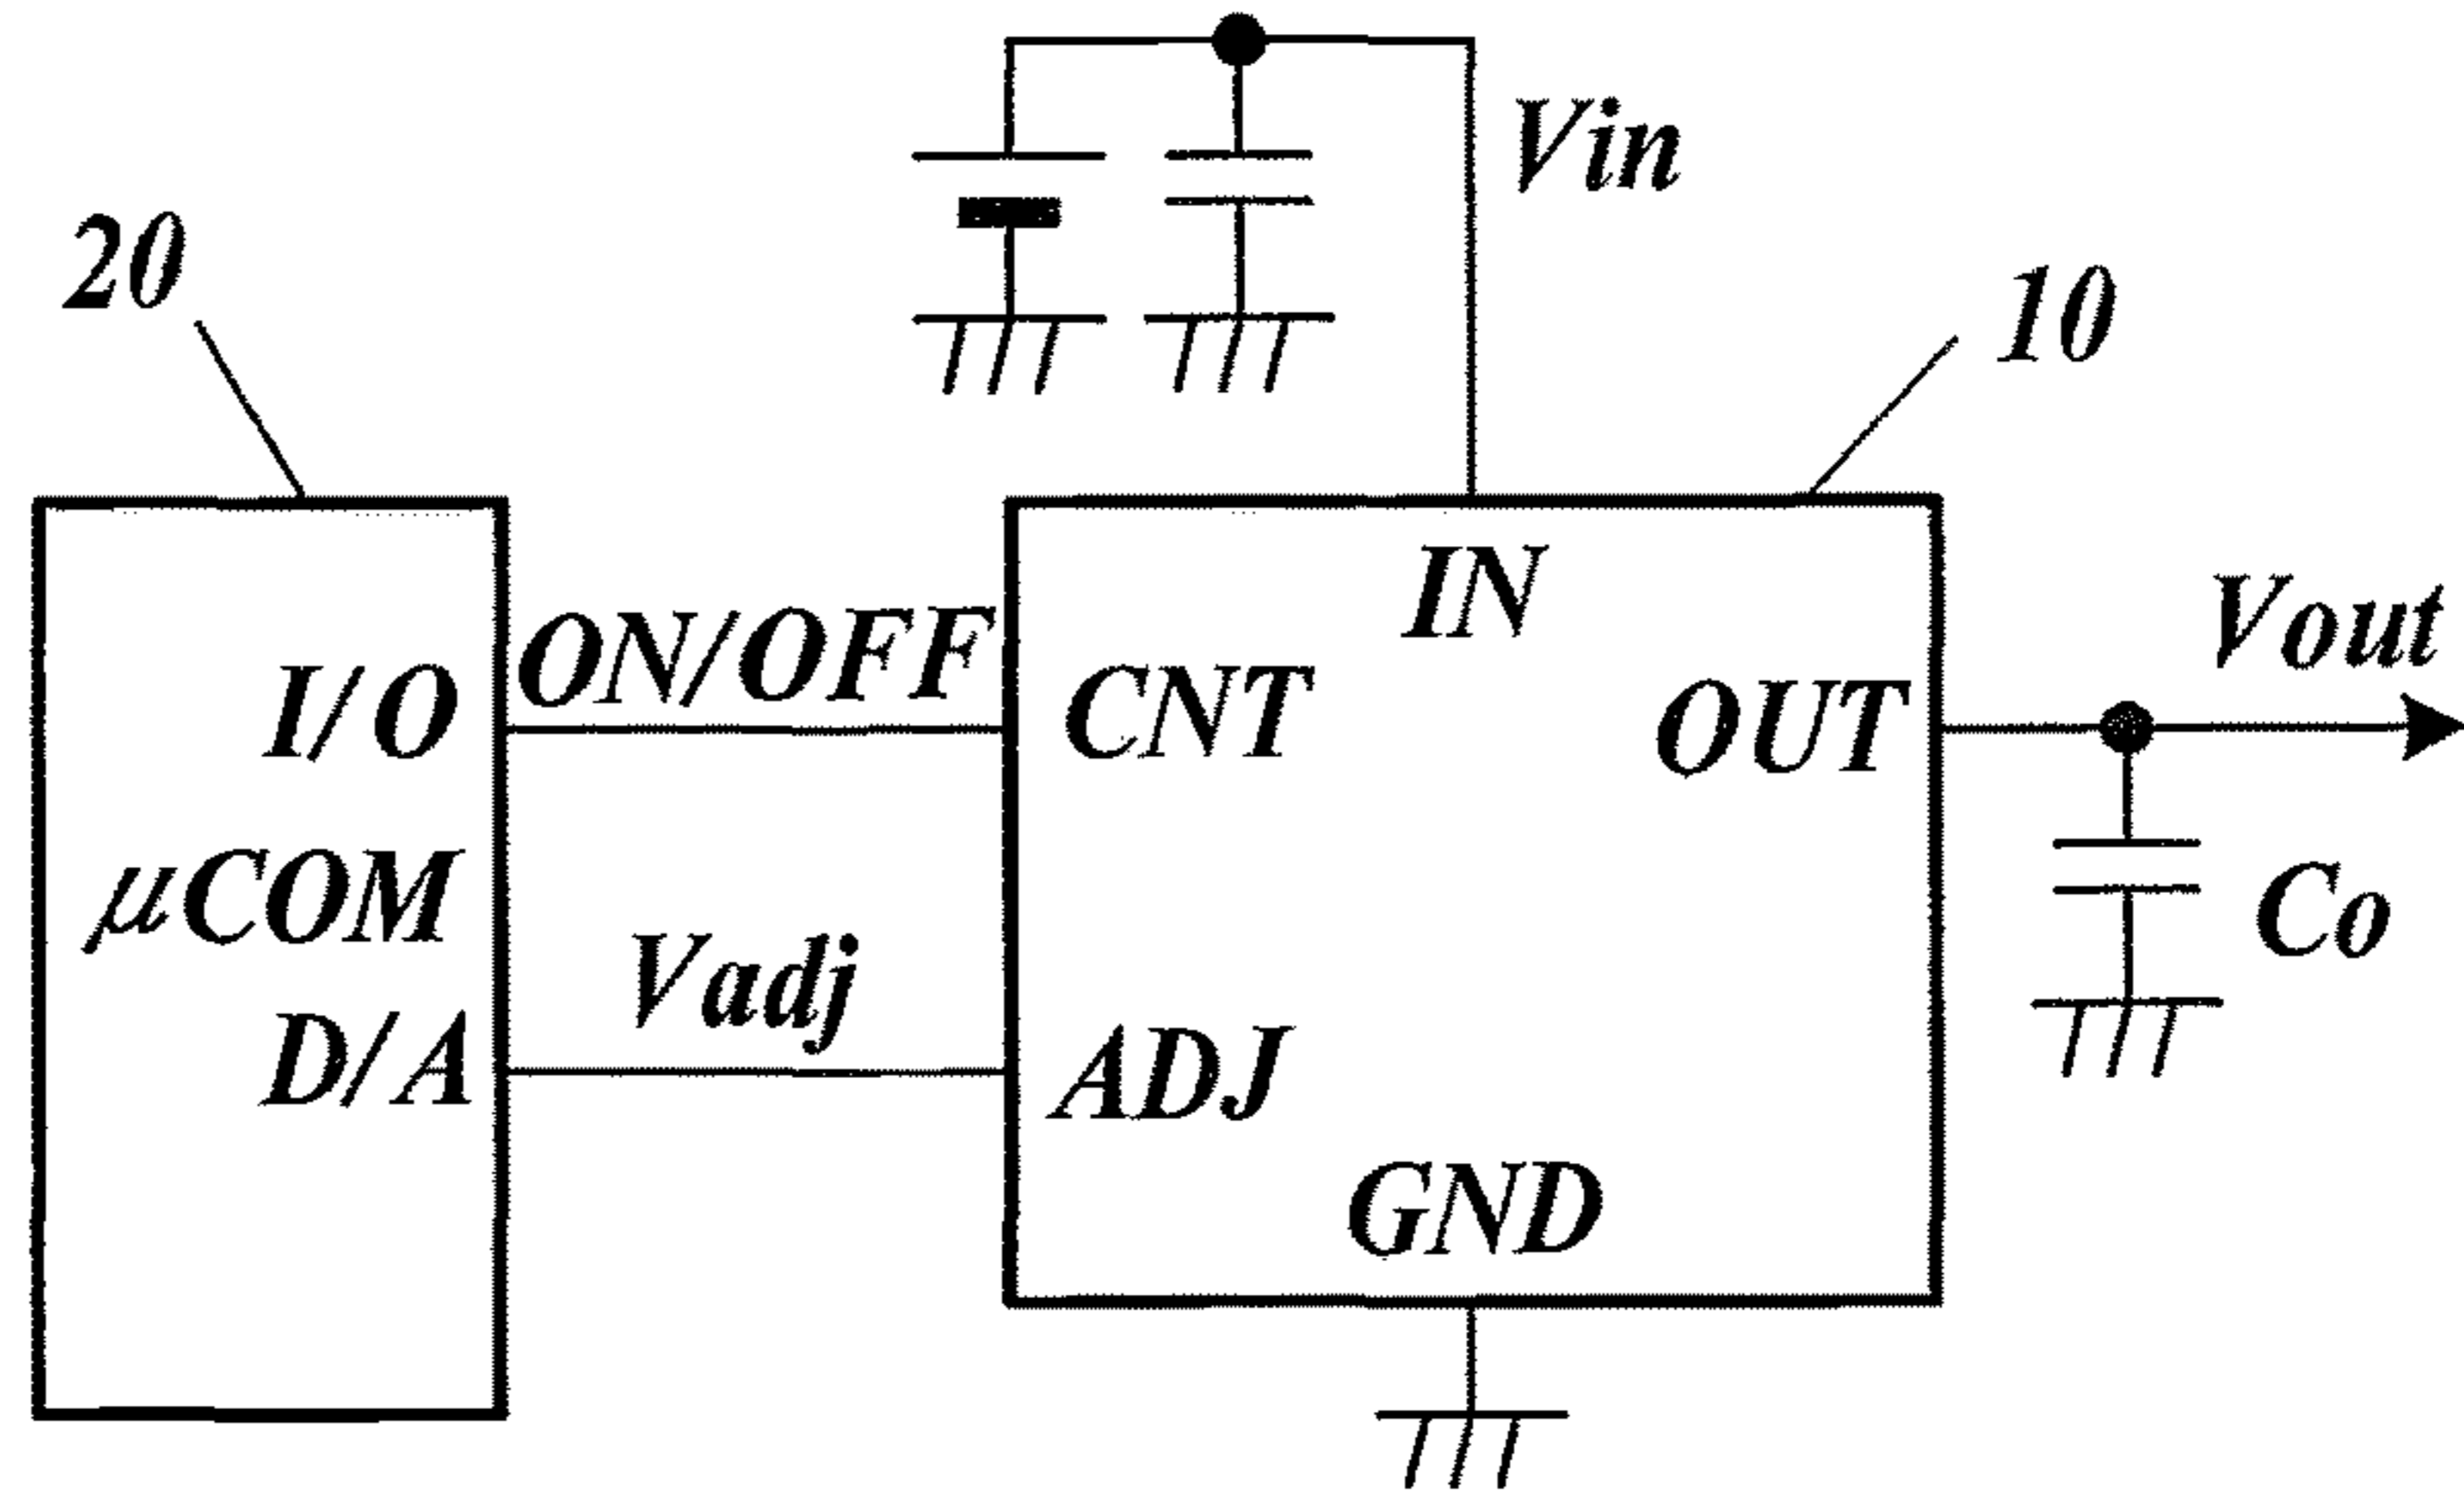 Vin
20
10
IN
ON/OFF
Vout
I/O
CNT
OUT
μCOM
Co
Vadj
D/A
ADJ
GND